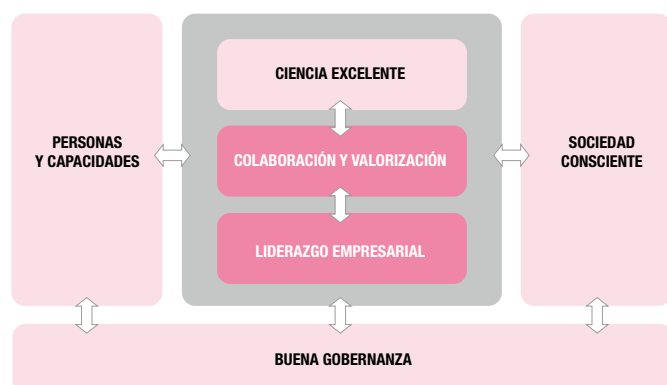 CIENCIA EXCELENTE
PERSONAS
Y CAPACIDADES
COLABORACIÓN Y VALORIZACIÓN
SOCIEDAD
CONSCIENTE
LIDERAZGO EMPRESARIAL
BUENA GOBERNANZA